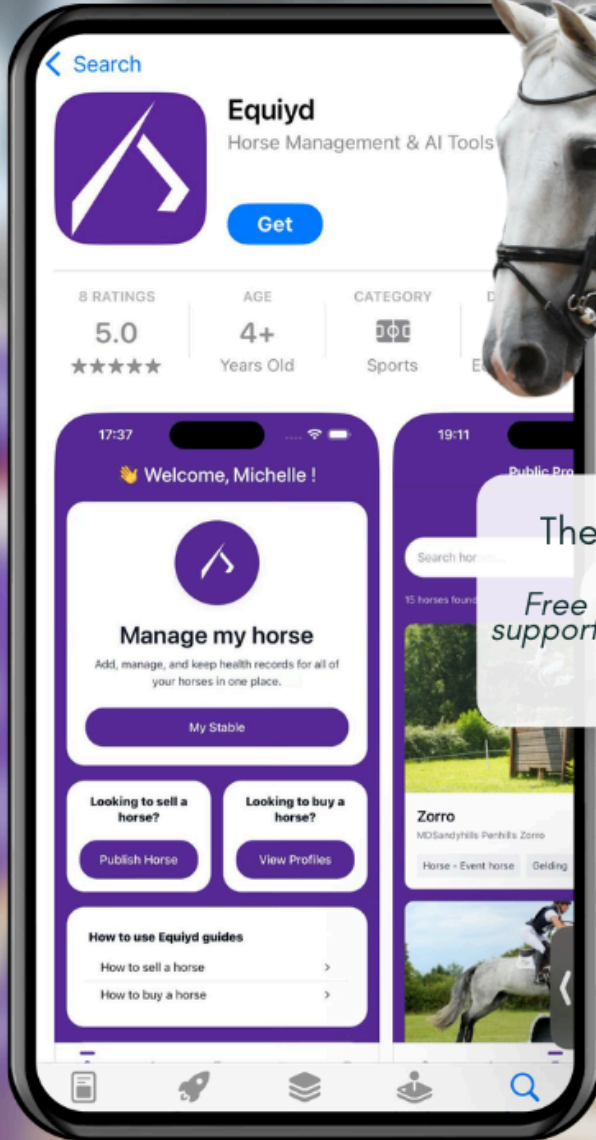 Search
Equiyd
Horse Management & AI Tools
Get
8 RATINGS
AGE
CATEGORY
5.0
4+
★★★★★
Years Old
Sports
17:37
👋 Welcome, Michelle !
Manage my horse
Add, manage, and keep health records for all of
your horses in one place.
My Stable
Looking to sell a
horse?
Publish Horse
Looking to buy a
horse?
View Profiles
How to use Equiyd guides
How to sell a horse
How to buy a horse
19:11
Public
Search
15 horses found
The
Free
support
Zorro
MDSandyhills Penhills Zorro
Horse - Event horse
Gelding